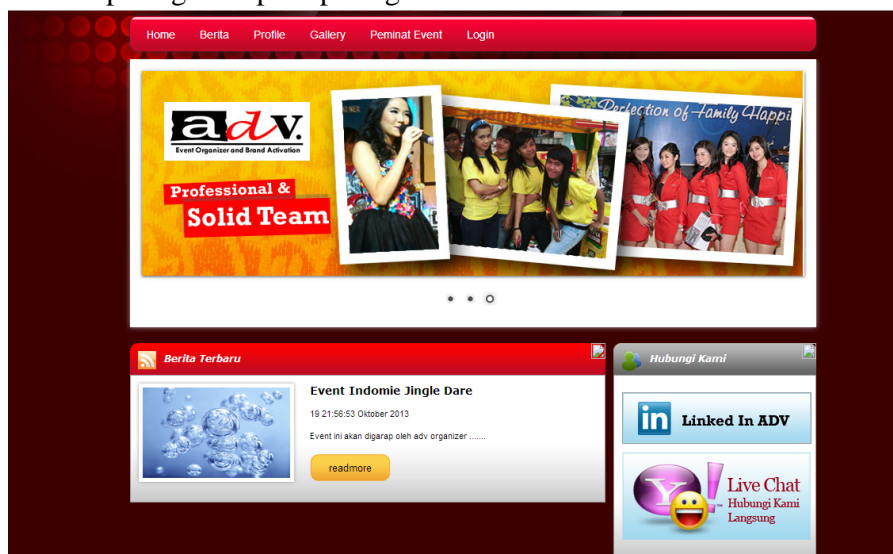 Home Berita Profile Gallery Peminat Event Login
adv.
Event Organizer and Brand Activation
Professional &
Solid Team
Perfection of Family Happi
Berita Terbaru
Event Indomie Jingle Dare
19 21:56:53 Oktober 2013
Event ini akan digarap oleh adv organizer .......
readmore
Hubungi Kami
in Linked In ADV
Y!
Live Chat
Hubungi Kami
Langsung